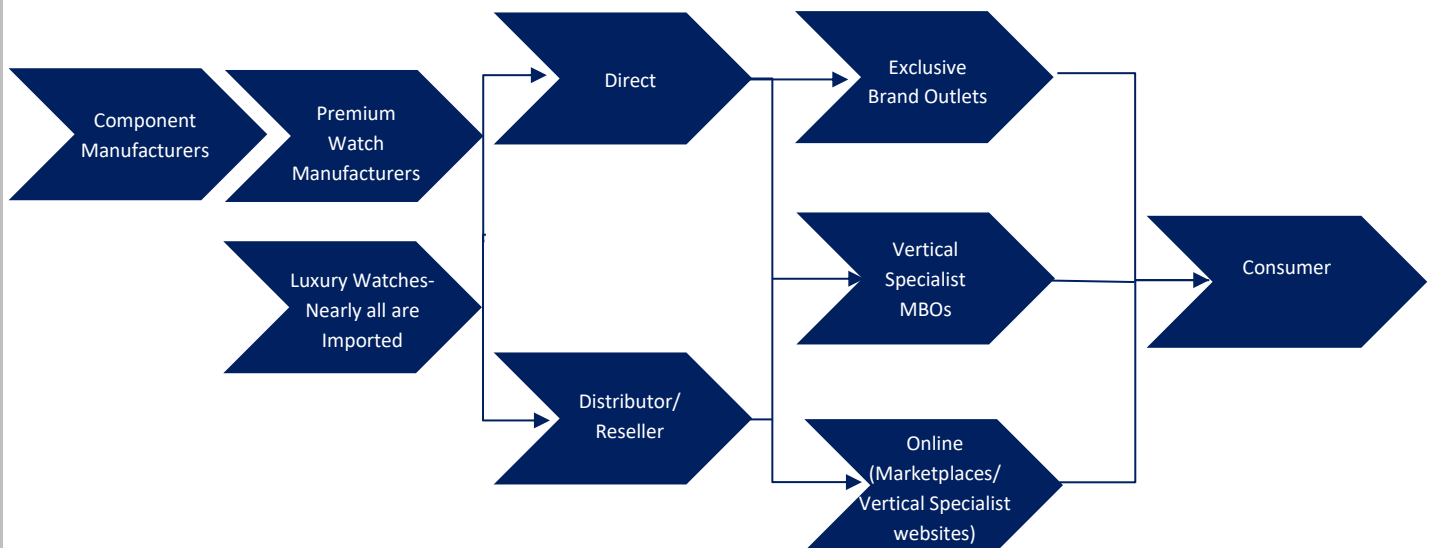 Component
Manufacturers
Premium
Watch
Manufacturers
Luxury Watches-
Nearly all are
Imported
Direct
Distributor/
Reseller
Exclusive
Brand Outlets
Vertical
Specialist
MBOs
Online
(Marketplaces/
Vertical Specialist
websites)
Consumer